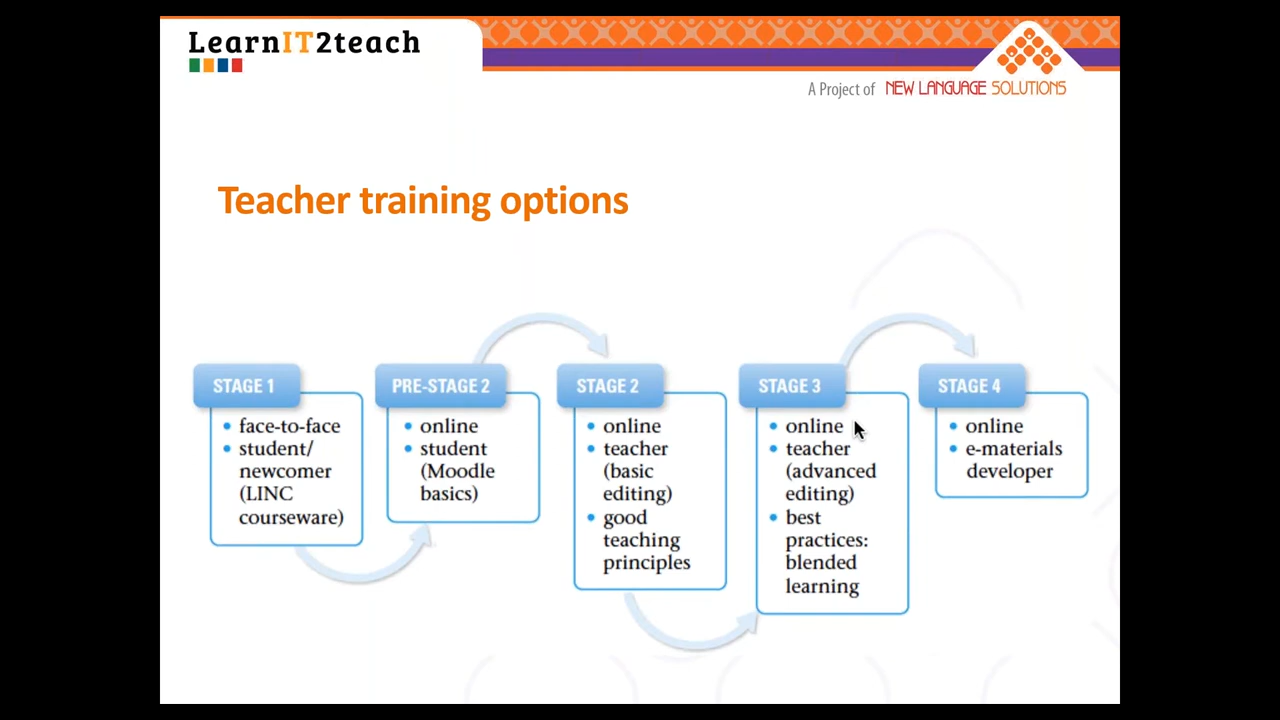 LearnIT2teach
A Project of NEW LANGUAGE SOLUTIONS
Teacher training options
STAGE 1
face-to-face
student/
newcomer
(LINC
courseware)
PRE-STAGE 2
online
student
(Moodle
basics)
STAGE 2
online
teacher
(basic
editing)
good
teaching
principles
STAGE 3
online
teacher
(advanced
editing)
best
practices:
blended
learning
STAGE 4
online
e-materials
developer